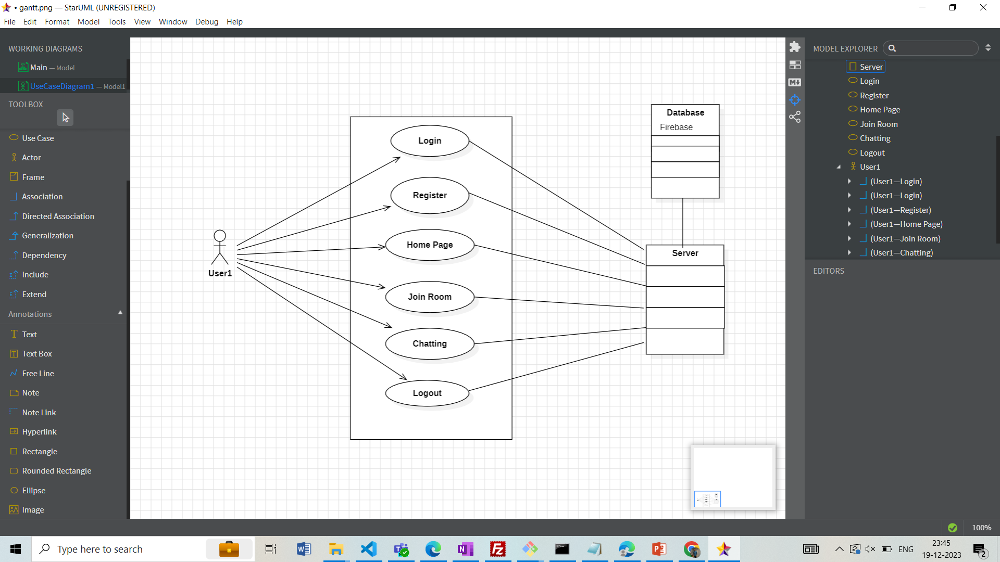 • gantt.png — StarUML (UNREGISTERED)
File Edit Format Model Tools View Window Debug Help
WORKING DIAGRAMS
Main — Model
UseCaseDiagram1 — Model1
TOOLBOX
Use Case
Actor
Frame
Association
Directed Association
Generalization
Dependency
Include
Extend
Annotations
Text
Text Box
Free Line
Note
Note Link
Hyperlink
Rectangle
Rounded Rectangle
Ellipse
Image
User1
Login
Register
Home Page
Join Room
Chatting
Logout
Database
Firebase
Server
MODEL EXPLORER
Server
Login
Register
Home Page
Join Room
Chatting
Logout
User1
(User1—Login)
(User1—Login)
(User1—Register)
(User1—Home Page)
(User1—Join Room)
(User1—Chatting)
EDITORS
100%
Type here to search
ENG
23:45
19-12-2023
2